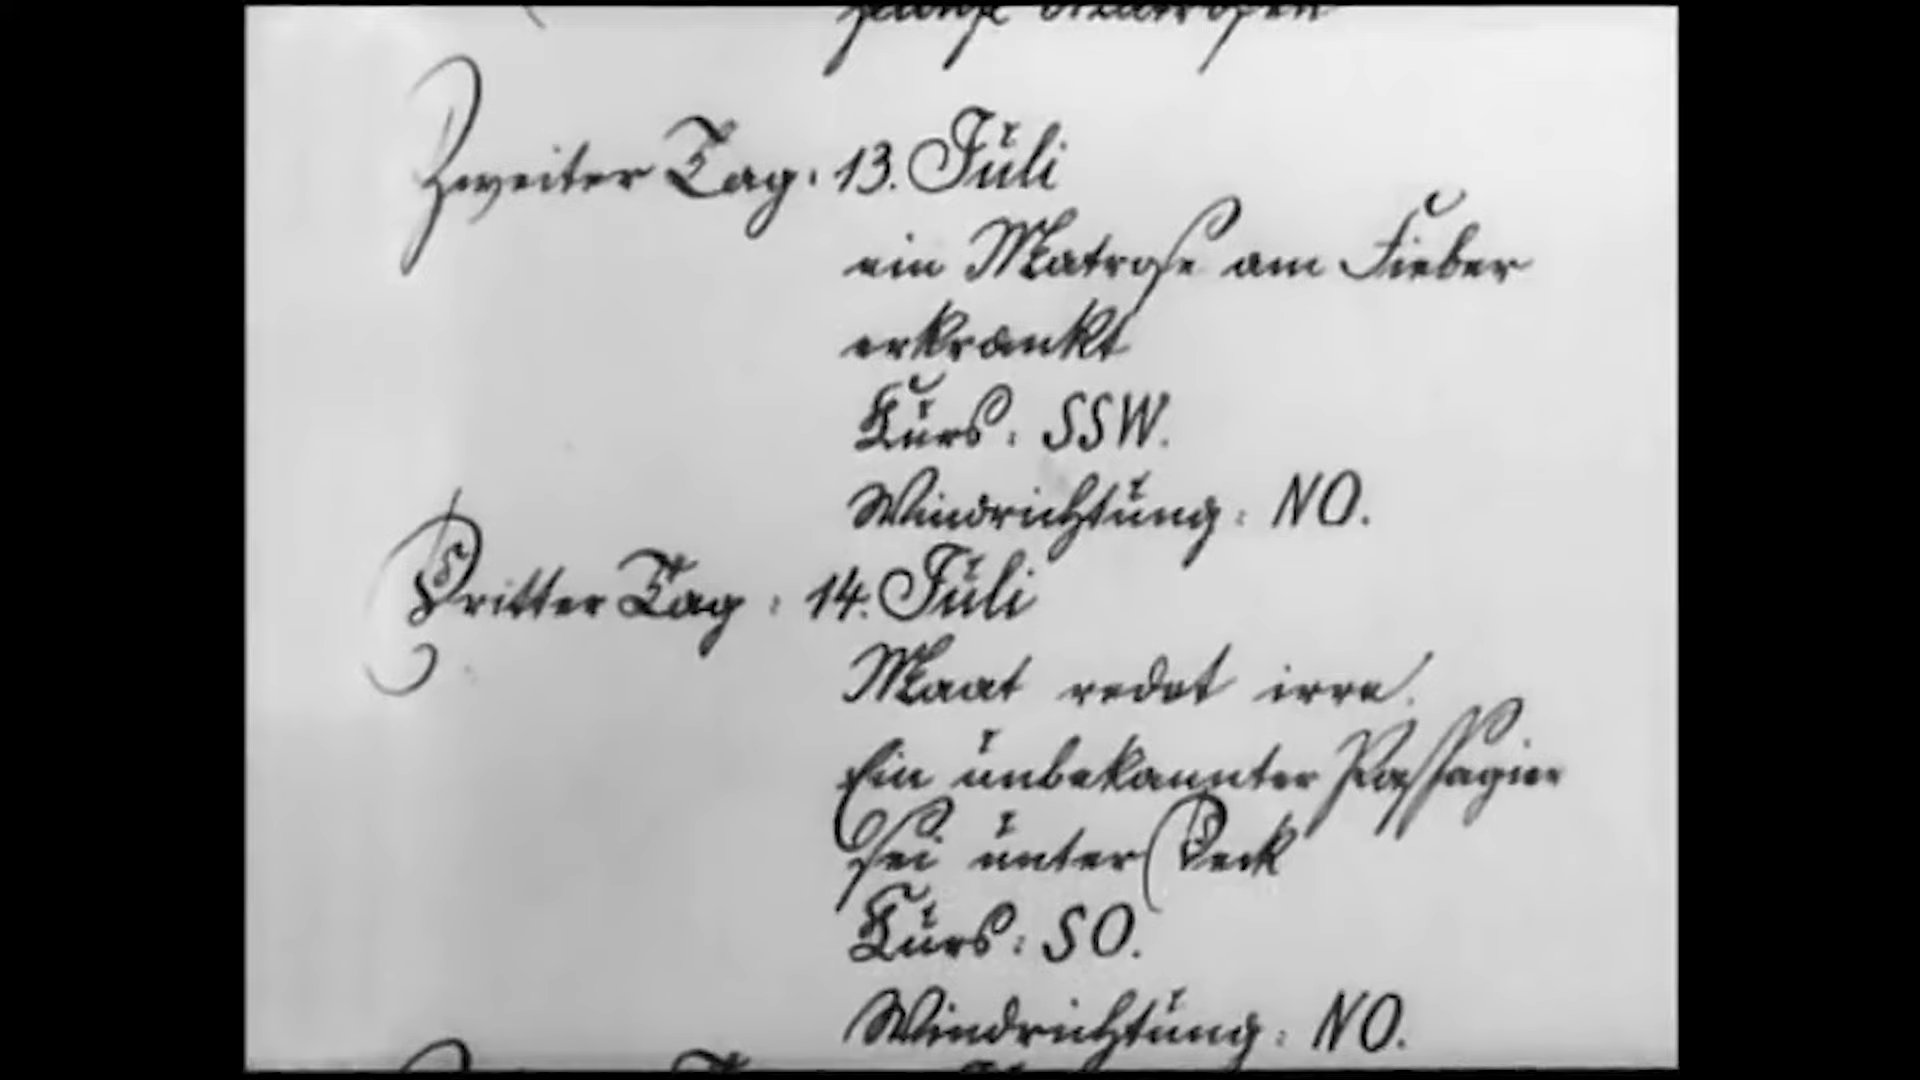 Matrosen
Zweiter Tag: 13. Juli
ein Matrose am Fieber
erkrankt
Kurs: SSW.
Windrichtung: NO.
Dritter Tag: 14. Juli
Maat redet irre.
Ein unbekannter Passagier
sei unter Deck
Kurs: SO.
Windrichtung: NO.